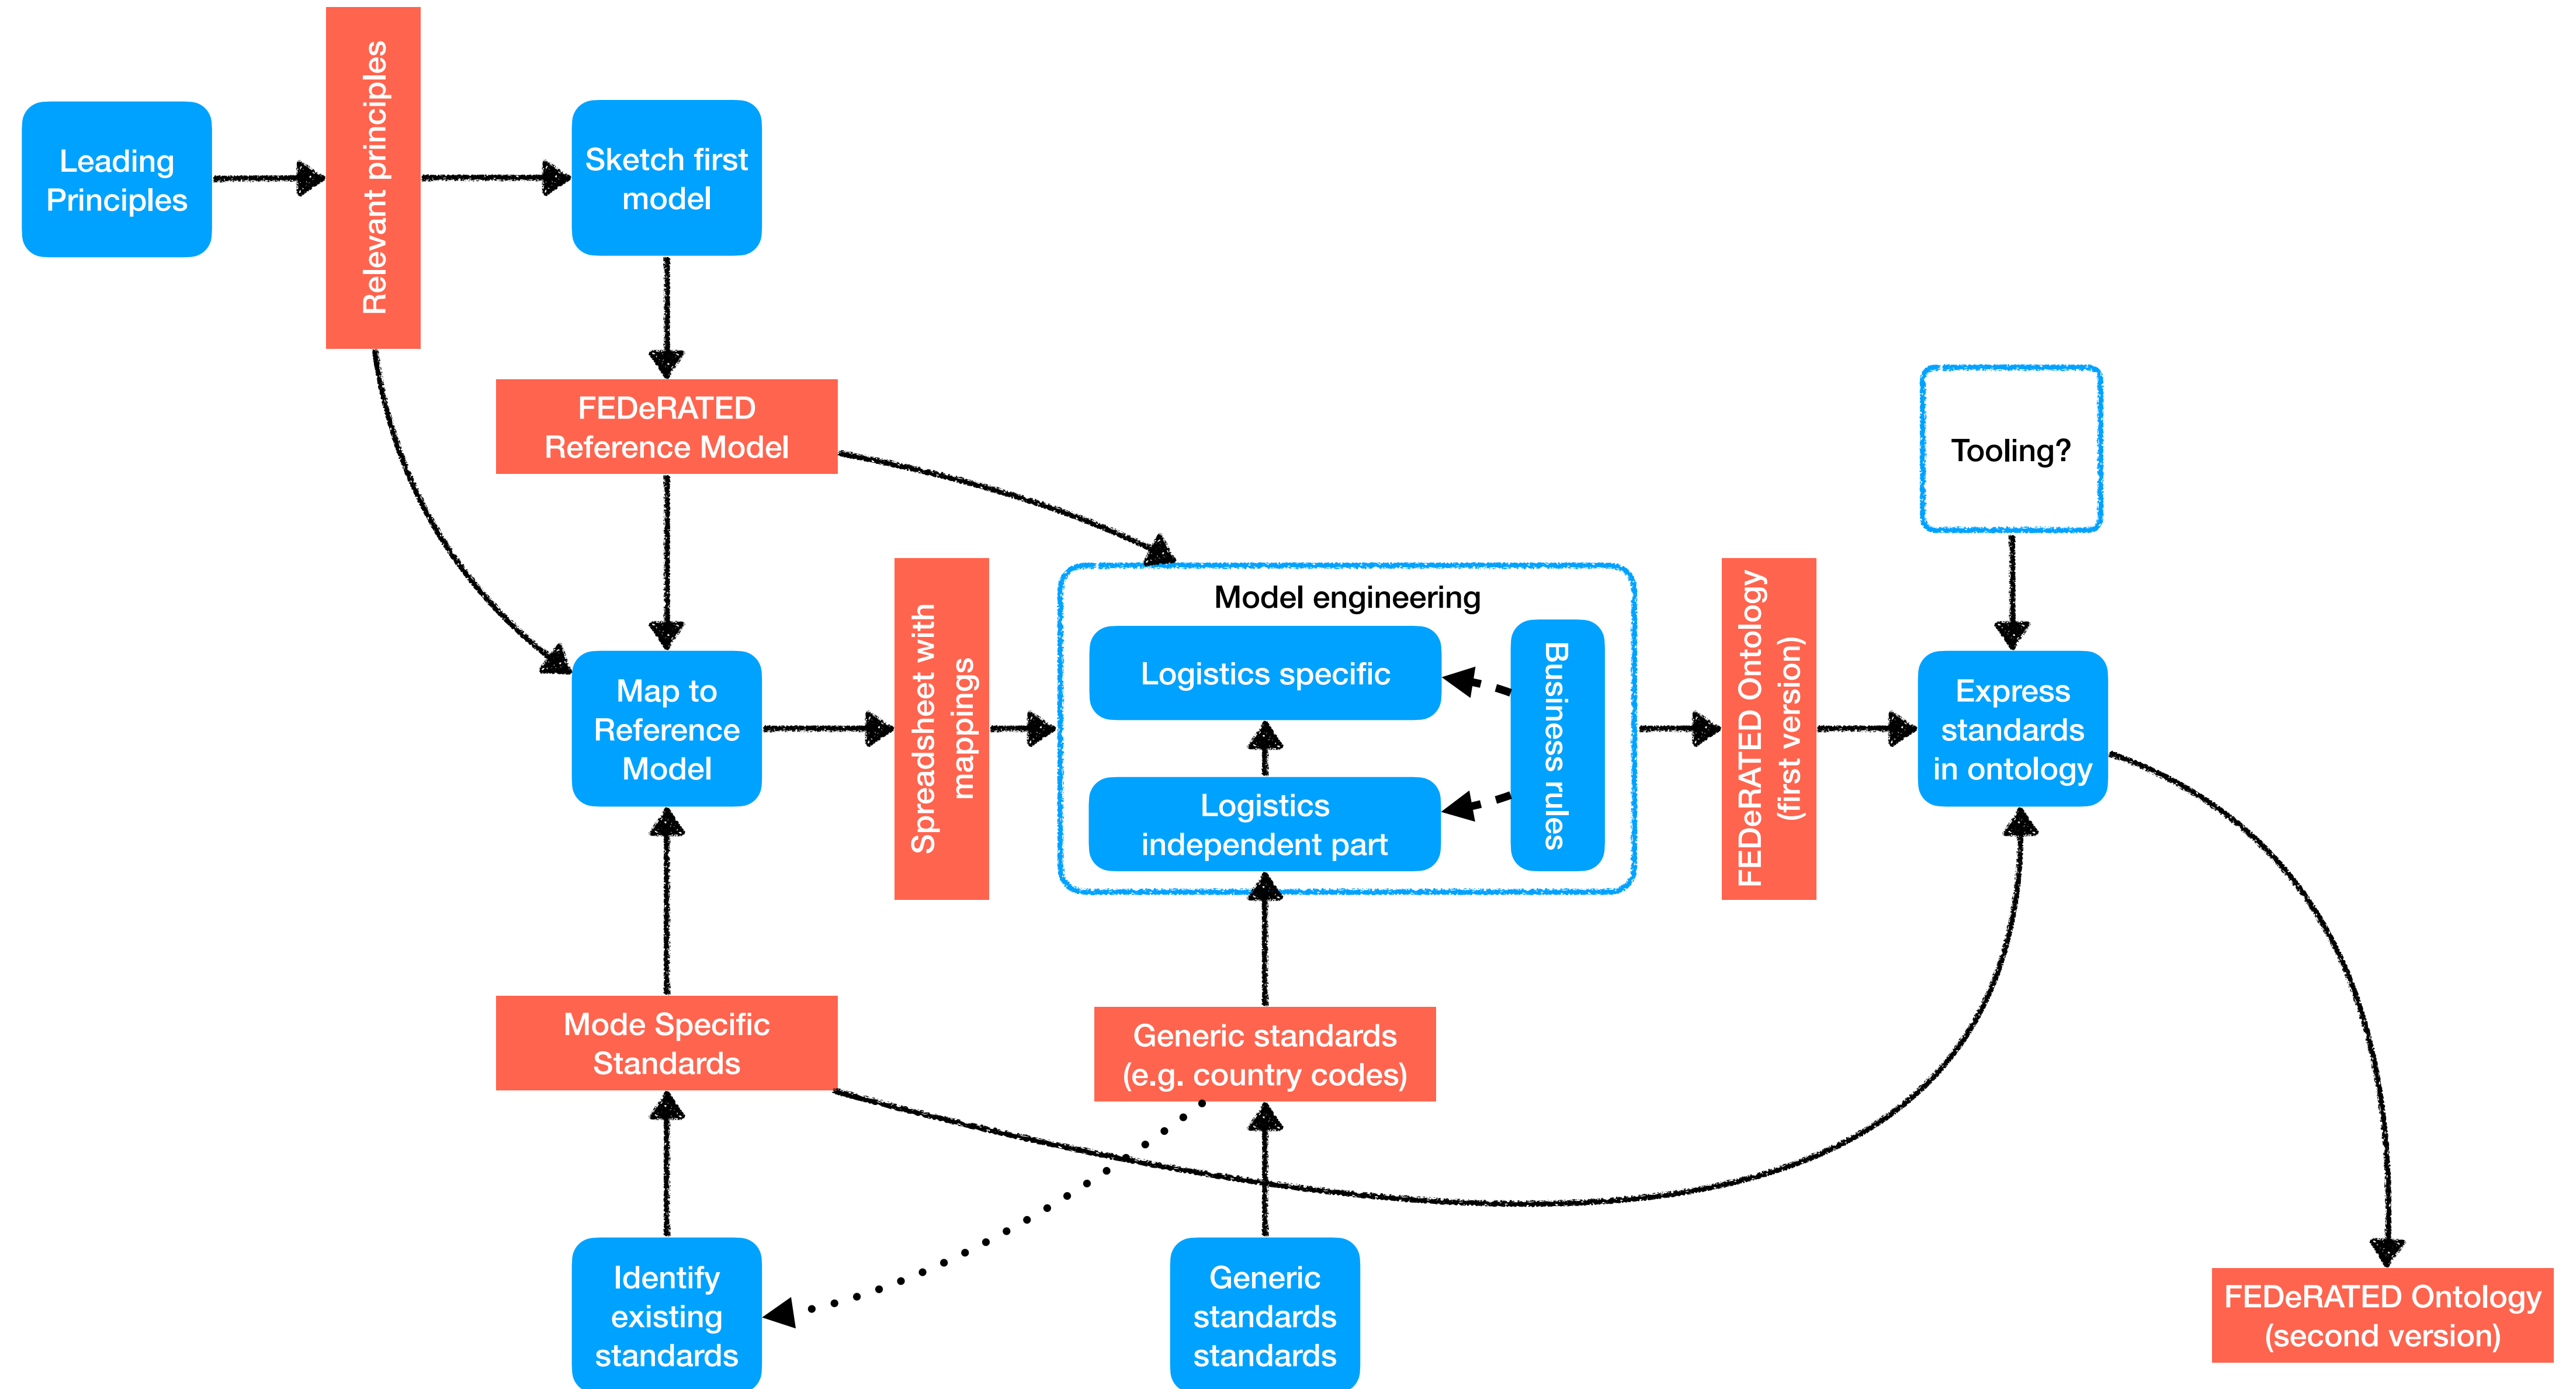 Leading
Principles
Relevant principles
Sketch first
model
FEDeRATED
Reference Model
Tooling?
Map to
Reference
Model
Spreadsheet with
mappings
Model engineering
Logistics specific
Logistics
independent part
Business rules
FEDeRATED Ontology
(first version)
Express
standards
in ontology
Mode Specific
Standards
Generic standards
(e.g. country codes)
Identify
existing
standards
Generic
standards
standards
FEDeRATED Ontology
(second version)